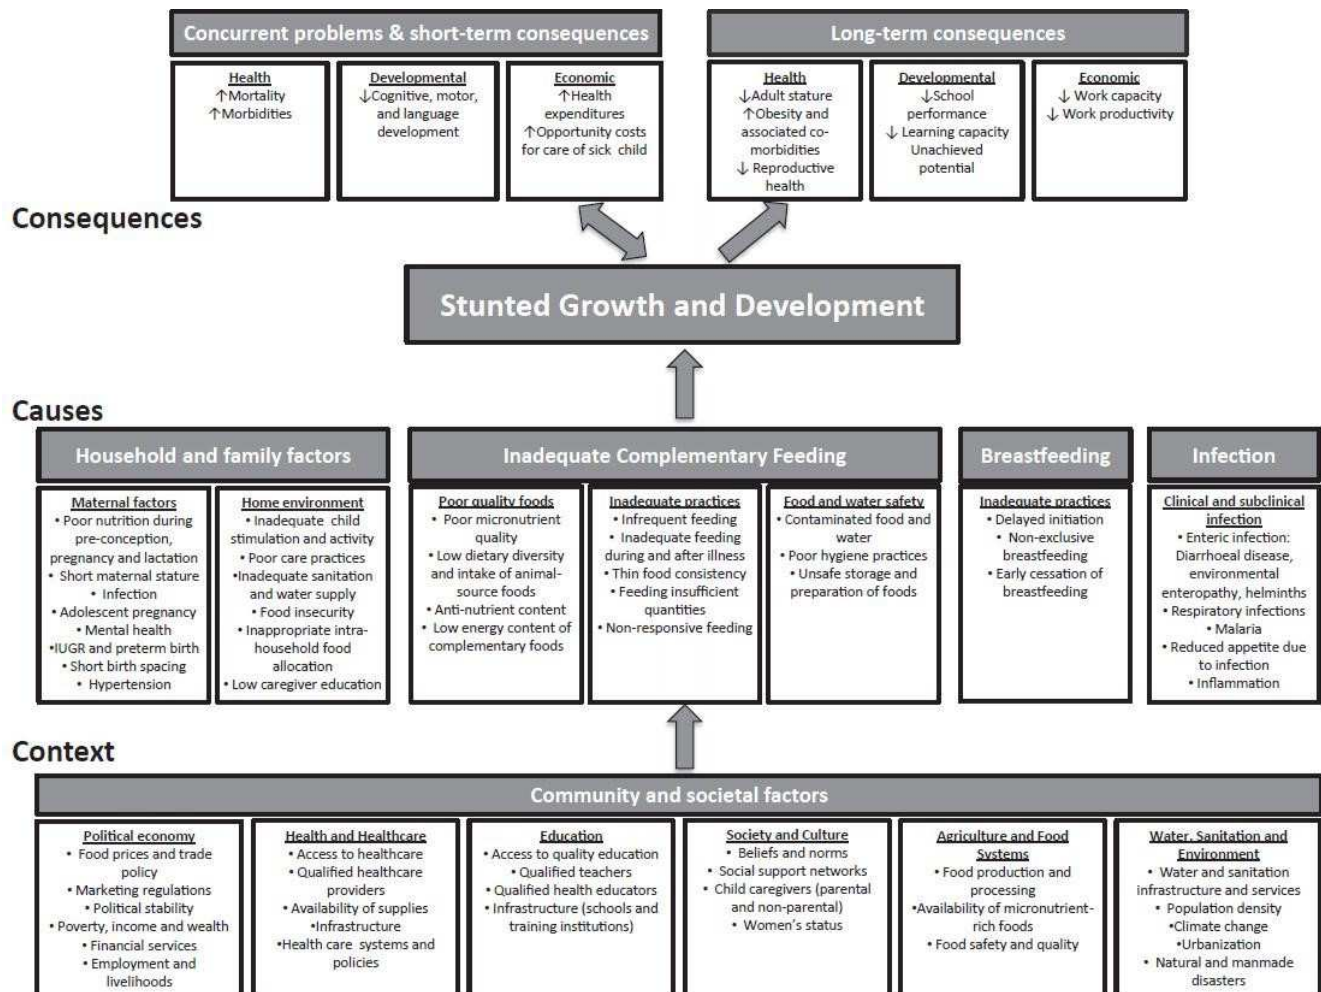 Concurrent problems & short-term consequences
Health
↑Mortality
↑Morbidities
Developmental
↓Cognitive, motor,
and language
development
Economic
↑Health
expenditures
↑Opportunity costs
for care of sick child
Long-term consequences
Health
↓Adult stature
↑Obesity and
associated co-
morbidities
↓ Reproductive
health
Developmental
↓School
performance
↓ Learning capacity
Unachieved
potential
Economic
↓ Work capacity
↓ Work productivity
Consequences
Stunted Growth and Development
Causes
Household and family factors
Maternal factors
• Poor nutrition during
pre-conception,
pregnancy and lactation
• Short maternal stature
• Infection
• Adolescent pregnancy
• Mental health
•IUGR and preterm birth
• Short birth spacing
• Hypertension
Home environment
• Inadequate child
stimulation and activity
• Poor care practices
•Inadequate sanitation
and water supply
• Food insecurity
• Inappropriate intra-
household food
allocation
• Low caregiver education
Inadequate Complementary Feeding
Poor quality foods
• Poor micronutrient
quality
• Low dietary diversity
and intake of animal-
source foods
• Anti-nutrient content
• Low energy content of
complementary foods
Inadequate practices
• Infrequent feeding
• Inadequate feeding
during and after illness
• Thin food consistency
• Feeding insufficient
quantities
• Non-responsive feeding
Food and water safety
• Contaminated food and
water
• Poor hygiene practices
• Unsafe storage and
preparation of foods
Breastfeeding
Inadequate practices
• Delayed initiation
• Non-exclusive
breastfeeding
• Early cessation of
breastfeeding
Infection
Clinical and subclinical
infection
• Enteric infection:
Diarrhoeal disease,
environmental
enteropathy, helminths
• Respiratory infections
• Malaria
• Reduced appetite due
to infection
• Inflammation
Context
Community and societal factors
Political economy
• Food prices and trade
policy
• Marketing regulations
• Political stability
• Poverty, income and wealth
• Financial services
• Employment and
livelihoods
Health and Healthcare
• Access to healthcare
• Qualified healthcare
providers
• Availability of supplies
•Infrastructure
•Health care systems and
policies
Education
• Access to quality education
• Qualified teachers
• Qualified health educators
• Infrastructure (schools and
training institutions)
Society and Culture
• Beliefs and norms
• Social support networks
• Child caregivers (parental
and non-parental)
• Women's status
Agriculture and Food
Systems
• Food production and
processing
•Availability of micronutrient-
rich foods
• Food safety and quality
Water, Sanitation and
Environment
• Water and sanitation
infrastructure and services
• Population density
•Climate change
•Urbanization
• Natural and manmade
disasters